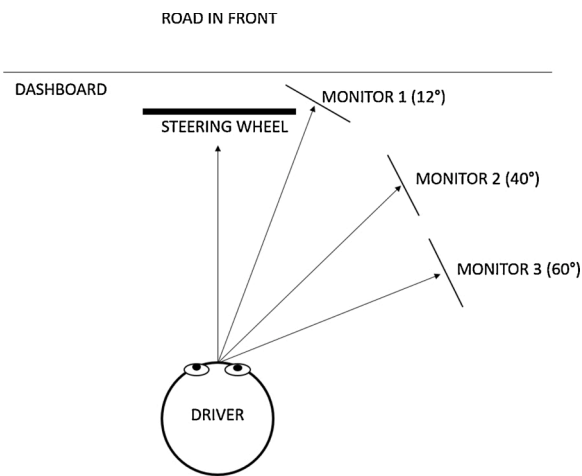 ROAD IN FRONT
DASHBOARD
MONITOR 1 (12°)
STEERING WHEEL
MONITOR 2 (40°)
MONITOR 3 (60°)
DRIVER